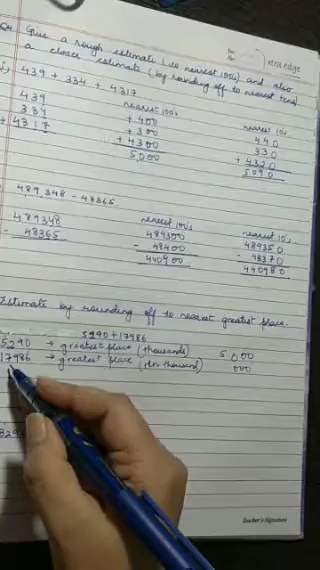 Q4. Give a rough estimate (to nearest 100s) and also
a closer estimate (by rounding off to nearest tens)
i, 439 + 334 + 4317
439 nearest 100's nearest 10s
334 + 400 440
+ 4317 + 300 330
+ 4300 + 4320
5,000 5090
489,348 - 48365
489348 nearest 100's nearest 10's
- 48365 489300 489350
- 48400 - 48370
440900 440980
Estimate by rounding off to nearest greatest place.
5290 + 17986
5290 → greatest place (thousands) 5,000
17986 → greatest place (ten thousand) 000
Teacher's Signature